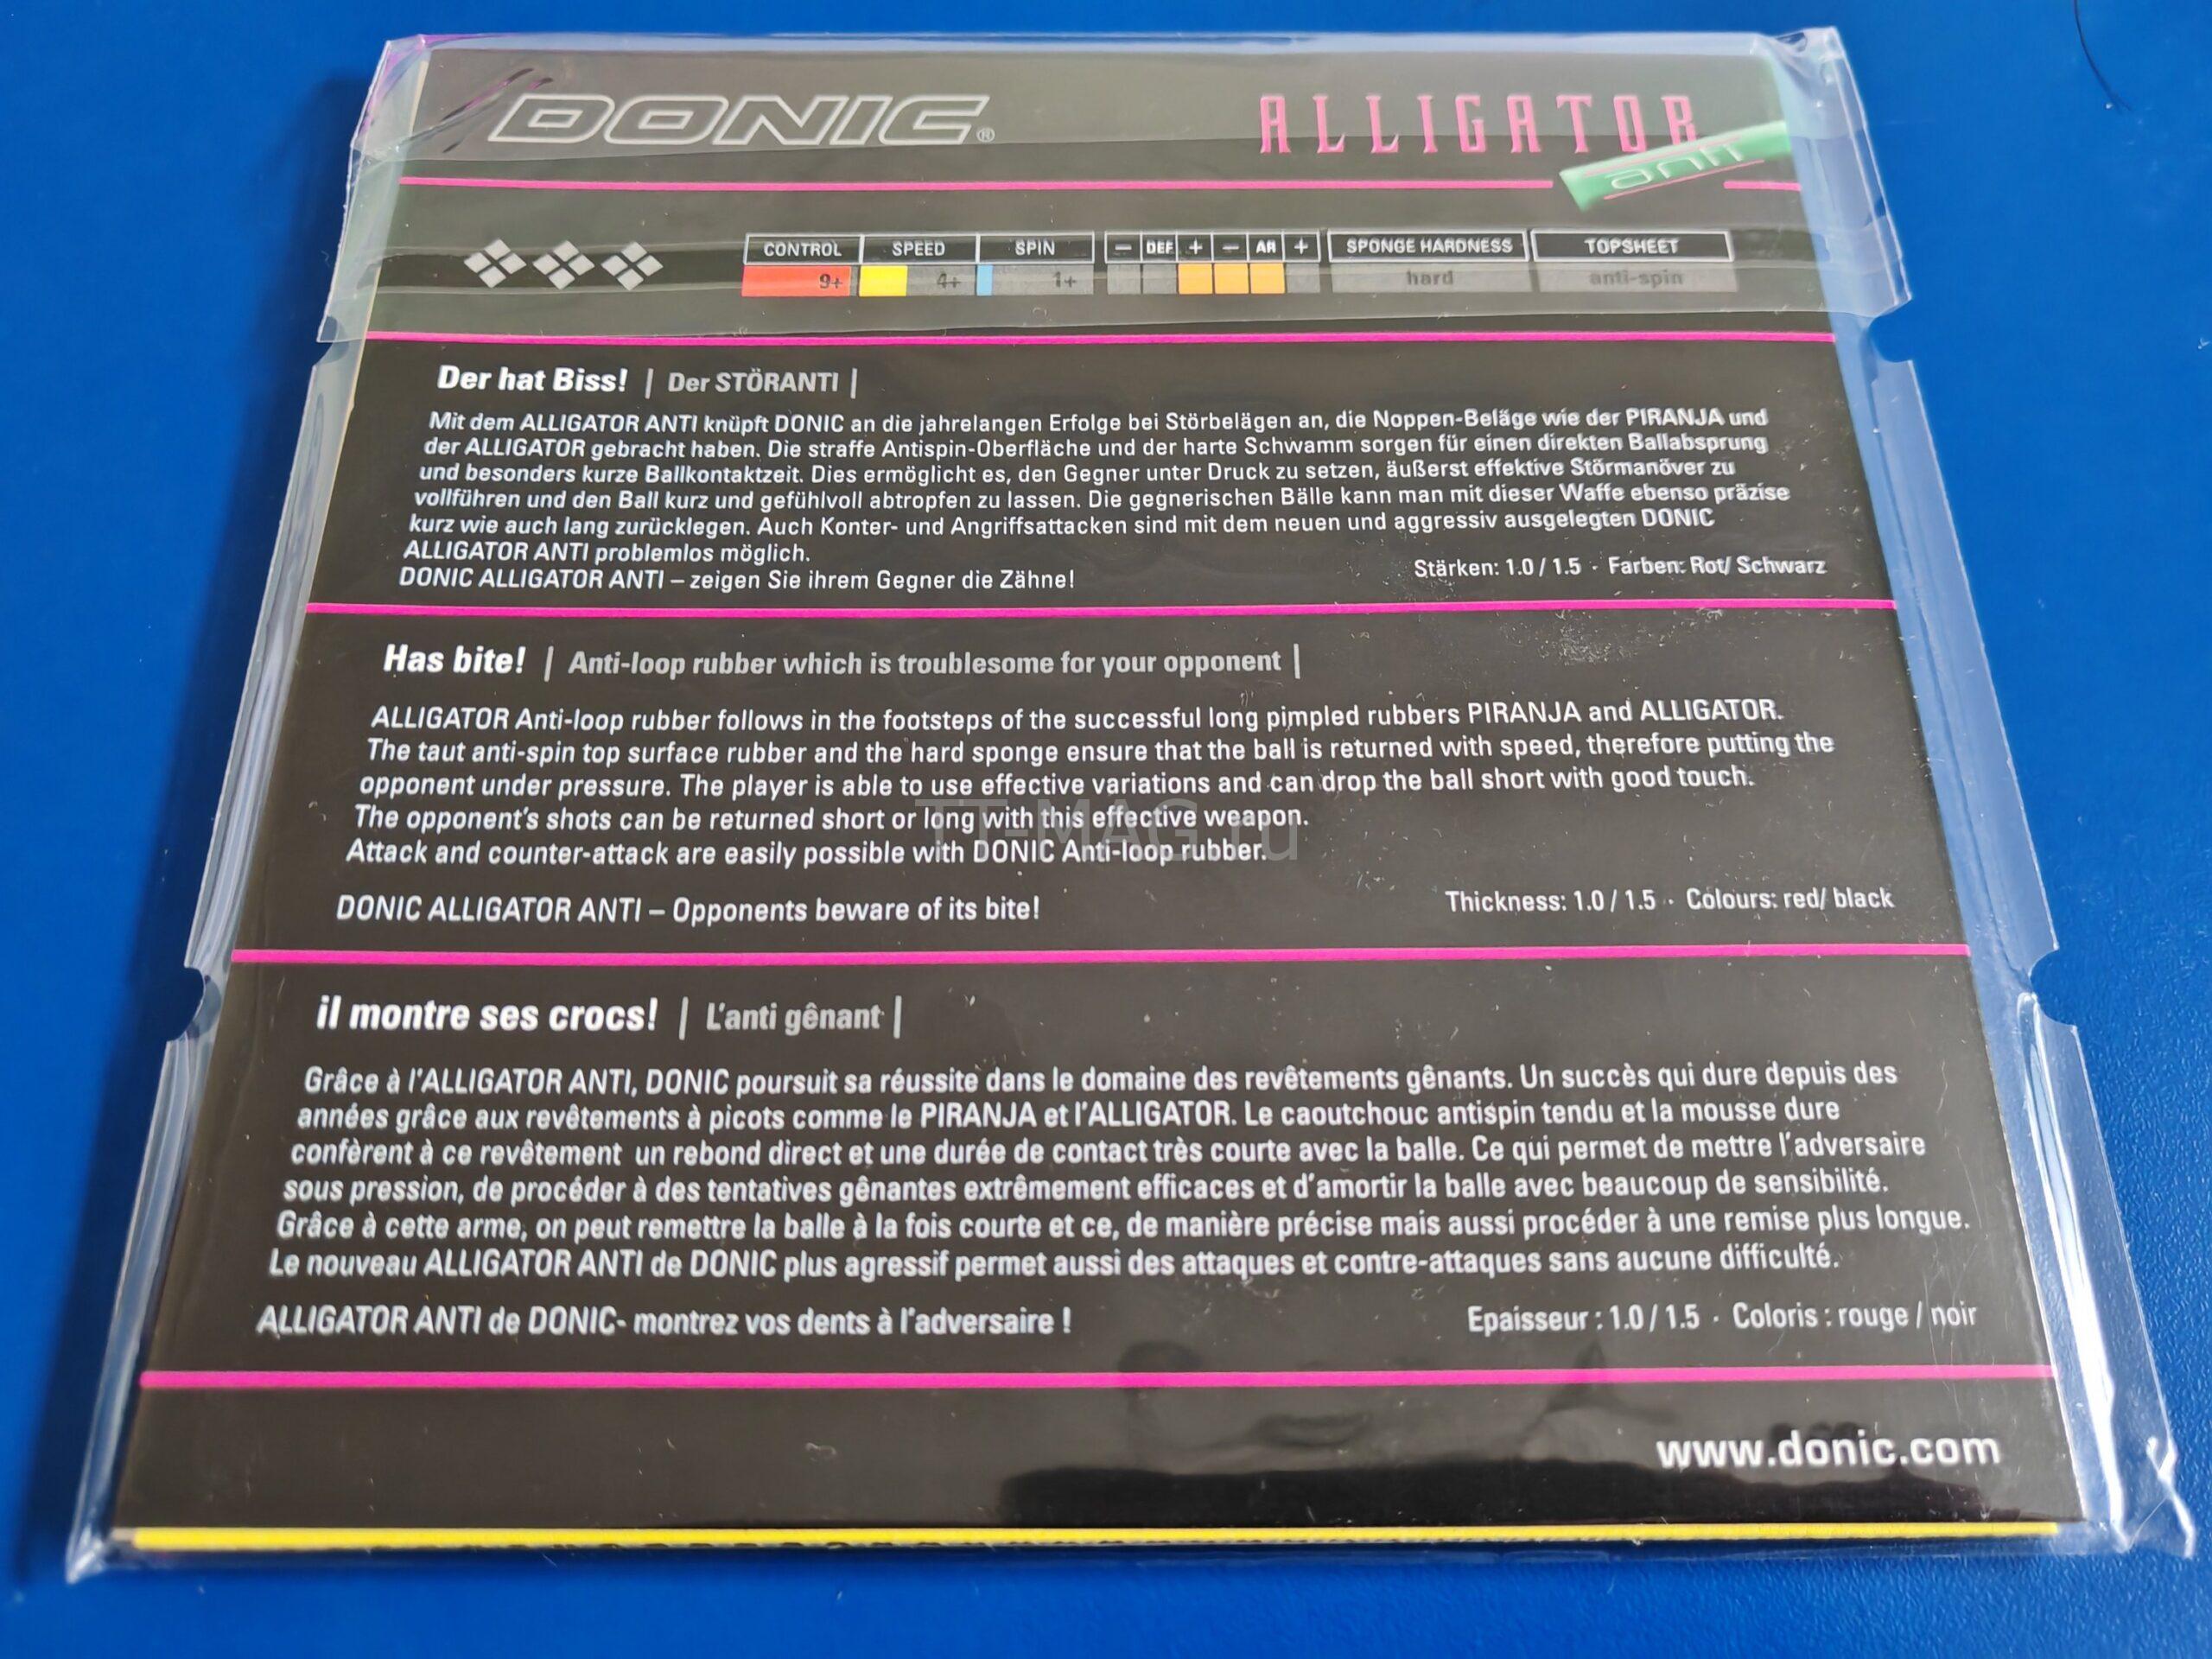 DONIC®
ALLIGATOR
anti
CONTROL SPEED SPIN − DEF + − AR + SPONGE HARDNESS TOPSHEET
9+ 4+ 1+ hard anti-spin
Der hat Biss! | Der STÖRANTI |
Mit dem ALLIGATOR ANTI knüpft DONIC an die jahrelangen Erfolge bei Störbelägen an, die Noppen-Beläge wie der PIRANJA und
der ALLIGATOR gebracht haben. Die straffe Antispin-Oberfläche und der harte Schwamm sorgen für einen direkten Ballabsprung
und besonders kurze Ballkontaktzeit. Dies ermöglicht es, den Gegner unter Druck zu setzen, äußerst effektive Störmanöver zu
vollführen und den Ball kurz und gefühlvoll abtropfen zu lassen. Die gegnerischen Bälle kann man mit dieser Waffe ebenso präzise
kurz wie auch lang zurücklegen. Auch Konter- und Angriffsattacken sind mit dem neuen und aggressiv ausgelegten DONIC
ALLIGATOR ANTI problemlos möglich.
DONIC ALLIGATOR ANTI – zeigen Sie ihrem Gegner die Zähne!
Stärken: 1.0 / 1.5 · Farben: Rot/ Schwarz
Has bite! | Anti-loop rubber which is troublesome for your opponent |
ALLIGATOR Anti-loop rubber follows in the footsteps of the successful long pimpled rubbers PIRANJA and ALLIGATOR.
The taut anti-spin top surface rubber and the hard sponge ensure that the ball is returned with speed, therefore putting the
opponent under pressure. The player is able to use effective variations and can drop the ball short with good touch.
The opponent's shots can be returned short or long with this effective weapon.
Attack and counter-attack are easily possible with DONIC Anti-loop rubber.
TT-MAG.ru
DONIC ALLIGATOR ANTI – Opponents beware of its bite!
Thickness: 1.0 / 1.5 · Colours: red/ black
il montre ses crocs! | L'anti gênant |
Grâce à l'ALLIGATOR ANTI, DONIC poursuit sa réussite dans le domaine des revêtements gênants. Un succès qui dure depuis des
années grâce aux revêtements à picots comme le PIRANJA et l'ALLIGATOR. Le caoutchouc antispin tendu et la mousse dure
confèrent à ce revêtement un rebond direct et une durée de contact très courte avec la balle. Ce qui permet de mettre l'adversaire
sous pression, de procéder à des tentatives gênantes extrêmement efficaces et d'amortir la balle avec beaucoup de sensibilité.
Grâce à cette arme, on peut remettre la balle à la fois courte et ce, de manière précise mais aussi procéder à une remise plus longue.
Le nouveau ALLIGATOR ANTI de DONIC plus agressif permet aussi des attaques et contre-attaques sans aucune difficulté.
ALLIGATOR ANTI de DONIC- montrez vos dents à l'adversaire !
Epaisseur : 1.0 / 1.5 · Coloris : rouge / noir
www.donic.com